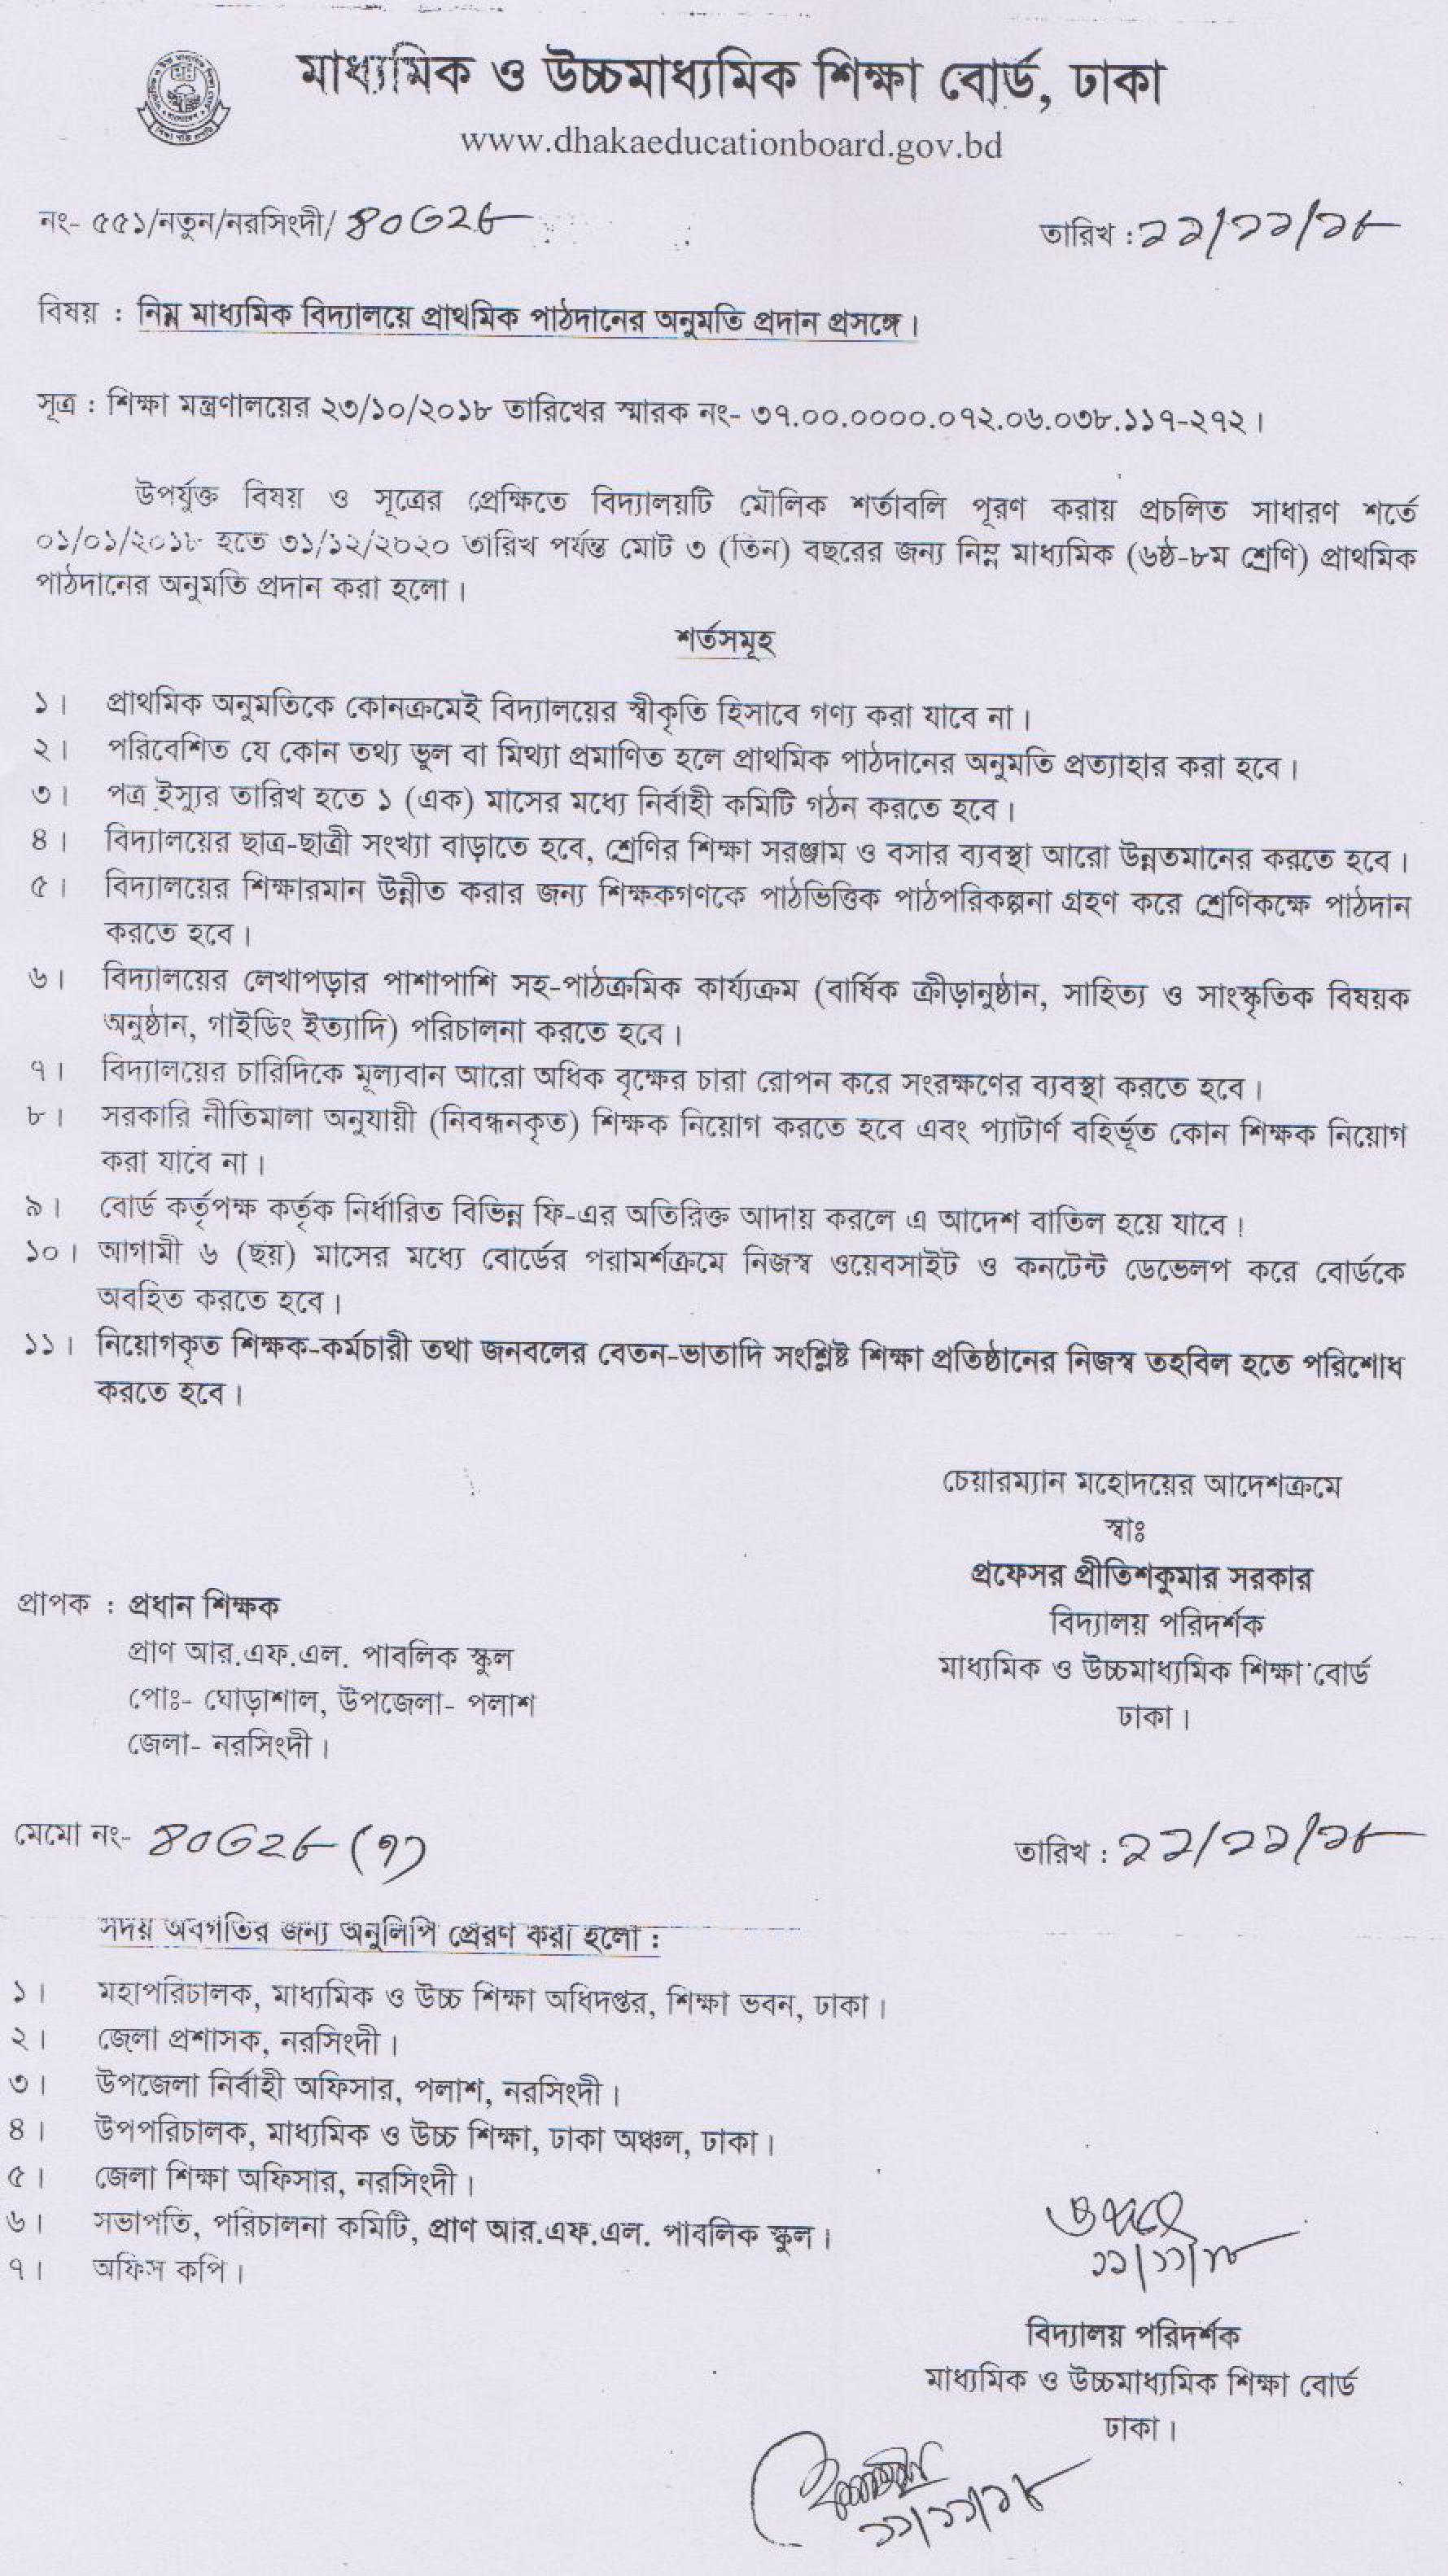 মাধ্যমিক ও উচ্চমাধ্যমিক শিক্ষা বোর্ড, ঢাকা
www.dhakaeducationboard.gov.bd
নং- ৫৫১/নতুন/নরসিংদী/
তারিখ : ১১/১১/১৮
বিষয় : নিম্ন মাধ্যমিক বিদ্যালয়ে প্রাথমিক পাঠদানের অনুমতি প্রদান প্রসঙ্গে।
সূত্র : শিক্ষা মন্ত্রণালয়ের ২৩/১০/২০১৮ তারিখের স্মারক নং- ৩৭.০০.০০০০.০৭২.০৬.০৩৮.১১৭-২৭২।
উপর্যুক্ত বিষয় ও সূত্রের প্রেক্ষিতে বিদ্যালয়টি মৌলিক শর্তাবলি পূরণ করায় প্রচলিত সাধারণ শর্তে
০১/০১/২০১৮ হতে ৩১/১২/২০২০ তারিখ পর্যন্ত মোট ৩ (তিন) বছরের জন্য নিম্ন মাধ্যমিক (৬ষ্ঠ-৮ম শ্রেণি) প্রাথমিক
পাঠদানের অনুমতি প্রদান করা হলো।
শর্তসমূহ
১। প্রাথমিক অনুমতিকে কোনক্রমেই বিদ্যালয়ের স্বীকৃতি হিসাবে গণ্য করা যাবে না।
২। পরিবেশিত যে কোন তথ্য ভুল বা মিথ্যা প্রমাণিত হলে প্রাথমিক পাঠদানের অনুমতি প্রত্যাহার করা হবে।
৩। পত্র ইস্যুর তারিখ হতে ১ (এক) মাসের মধ্যে নির্বাহী কমিটি গঠন করতে হবে।
৪। বিদ্যালয়ের ছাত্র-ছাত্রী সংখ্যা বাড়াতে হবে, শ্রেণির শিক্ষা সরঞ্জাম ও বসার ব্যবস্থা আরো উন্নতমানের করতে হবে।
৫। বিদ্যালয়ের শিক্ষারমান উন্নীত করার জন্য শিক্ষকগণকে পাঠভিত্তিক পাঠপরিকল্পনা গ্রহণ করে শ্রেণিকক্ষে পাঠদান
করতে হবে।
৬। বিদ্যালয়ের লেখাপড়ার পাশাপাশি সহ-পাঠক্রমিক কার্য্যক্রম (বার্ষিক ক্রীড়ানুষ্ঠান, সাহিত্য ও সাংস্কৃতিক বিষয়ক
অনুষ্ঠান, গাইডিং ইত্যাদি) পরিচালনা করতে হবে।
৭। বিদ্যালয়ের চারিদিকে মূল্যবান আরো অধিক বৃক্ষের চারা রোপন করে সংরক্ষণের ব্যবস্থা করতে হবে।
৮। সরকারি নীতিমালা অনুযায়ী (নিবন্ধনকৃত) শিক্ষক নিয়োগ করতে হবে এবং প্যাটার্ণ বহির্ভূত কোন শিক্ষক নিয়োগ
করা যাবে না।
৯। বোর্ড কর্তৃপক্ষ কর্তৃক নির্ধারিত বিভিন্ন ফি-এর অতিরিক্ত আদায় করলে এ আদেশ বাতিল হয়ে যাবে।
১০। আগামী ৬ (ছয়) মাসের মধ্যে বোর্ডের পরামর্শক্রমে নিজস্ব ওয়েবসাইট ও কনটেন্ট ডেভেলপ করে বোর্ডকে
অবহিত করতে হবে।
১১। নিয়োগকৃত শিক্ষক-কর্মচারী তথা জনবলের বেতন-ভাতাদি সংশ্লিষ্ট শিক্ষা প্রতিষ্ঠানের নিজস্ব তহবিল হতে পরিশোধ
করতে হবে।
চেয়ারম্যান মহোদয়ের আদেশক্রমে
স্বাঃ
প্রফেসর প্রীতিশকুমার সরকার
বিদ্যালয় পরিদর্শক
মাধ্যমিক ও উচ্চমাধ্যমিক শিক্ষা বোর্ড
ঢাকা।
প্রাপক : প্রধান শিক্ষক
প্রাণ আর.এফ.এল. পাবলিক স্কুল
পোঃ- ঘোড়াশাল, উপজেলা- পলাশ
জেলা- নরসিংদী।
মেমো নং- (৭)
তারিখ : ১১/১১/১৮
সদয় অবগতির জন্য অনুলিপি প্রেরণ করা হলো :
১। মহাপরিচালক, মাধ্যমিক ও উচ্চ শিক্ষা অধিদপ্তর, শিক্ষা ভবন, ঢাকা।
২। জেলা প্রশাসক, নরসিংদী।
৩। উপজেলা নির্বাহী অফিসার, পলাশ, নরসিংদী।
৪। উপপরিচালক, মাধ্যমিক ও উচ্চ শিক্ষা, ঢাকা অঞ্চল, ঢাকা।
৫। জেলা শিক্ষা অফিসার, নরসিংদী।
৬। সভাপতি, পরিচালনা কমিটি, প্রাণ আর.এফ.এল. পাবলিক স্কুল।
৭। অফিস কপি।
১১/১১/১৮
বিদ্যালয় পরিদর্শক
মাধ্যমিক ও উচ্চমাধ্যমিক শিক্ষা বোর্ড
ঢাকা।
১১/১১/১৮